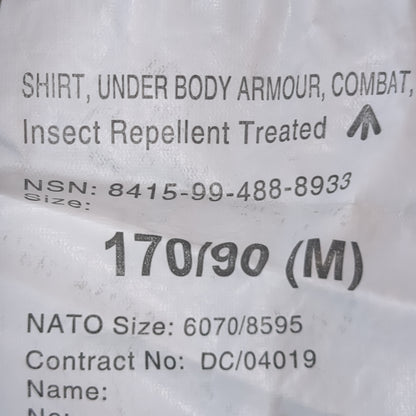 SHIRT, UNDER BODY ARMOUR, COMBAT,
Insect Repellent Treated
NSN: 8415-99-488-8933
Size:
170/90 (M)
NATO Size: 6070/8595
Contract No: DC/04019
Name:
No: